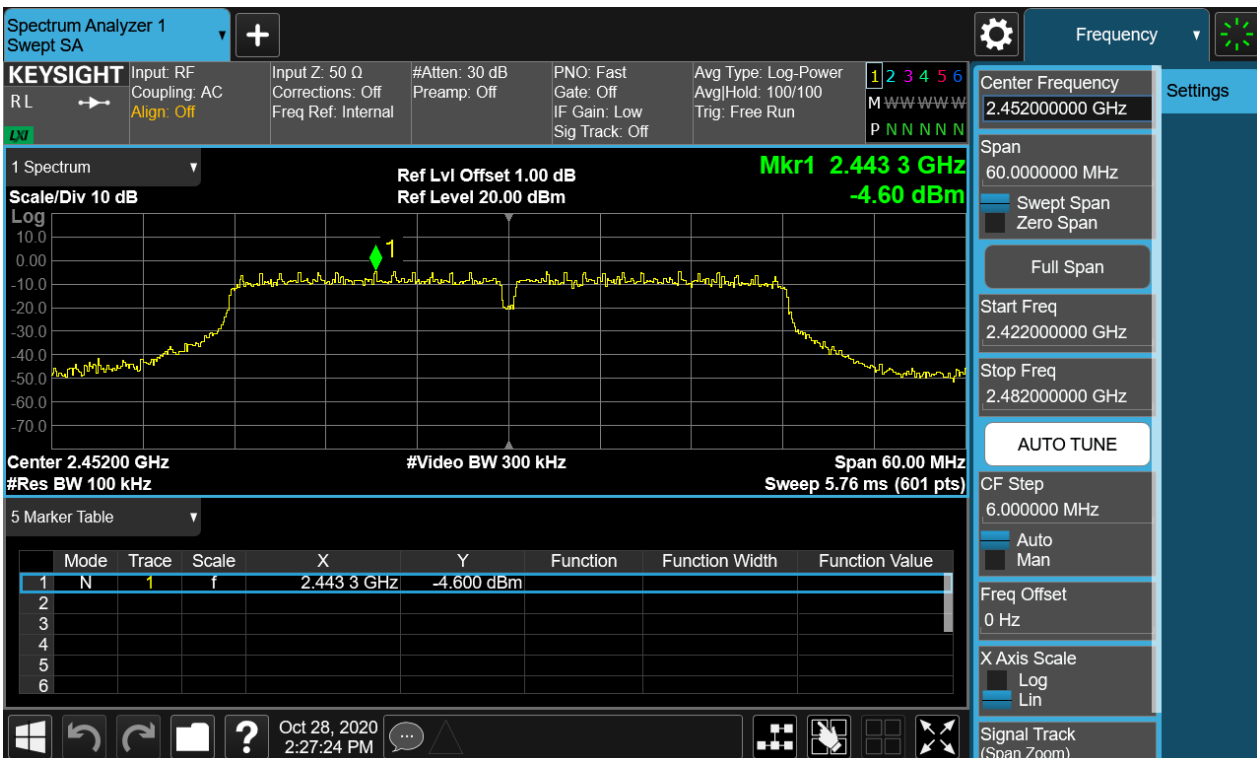 Spectrum Analyzer 1
Swept SA
+
Frequency
KEYSIGHT
R L
LXI
Input: RF
Coupling: AC
Align: Off
Input Z: 50 Ω
Corrections: Off
Freq Ref: Internal
#Atten: 30 dB
Preamp: Off
PNO: Fast
Gate: Off
IF Gain: Low
Sig Track: Off
Avg Type: Log-Power
Avg|Hold: 100/100
Trig: Free Run
1 2 3 4 5 6
M W W W W W
P N N N N N
1 Spectrum
Scale/Div 10 dB
Ref Lvl Offset 1.00 dB
Ref Level 20.00 dBm
Mkr1 2.443 3 GHz
-4.60 dBm
Log
10.0
0.00
-10.0
-20.0
-30.0
-40.0
-50.0
-60.0
-70.0
1
Center 2.45200 GHz
#Res BW 100 kHz
#Video BW 300 kHz
Span 60.00 MHz
Sweep 5.76 ms (601 pts)
5 Marker Table
Mode Trace Scale X Y Function Function Width Function Value
1 N 1 f 2.443 3 GHz -4.600 dBm
2
3
4
5
6
?
Oct 28, 2020
2:27:24 PM
Center Frequency
2.452000000 GHz
Span
60.0000000 MHz
Swept Span
Zero Span
Full Span
Start Freq
2.422000000 GHz
Stop Freq
2.482000000 GHz
AUTO TUNE
CF Step
6.000000 MHz
Auto
Man
Freq Offset
0 Hz
X Axis Scale
Log
Lin
Signal Track
(Span Zoom)
Settings